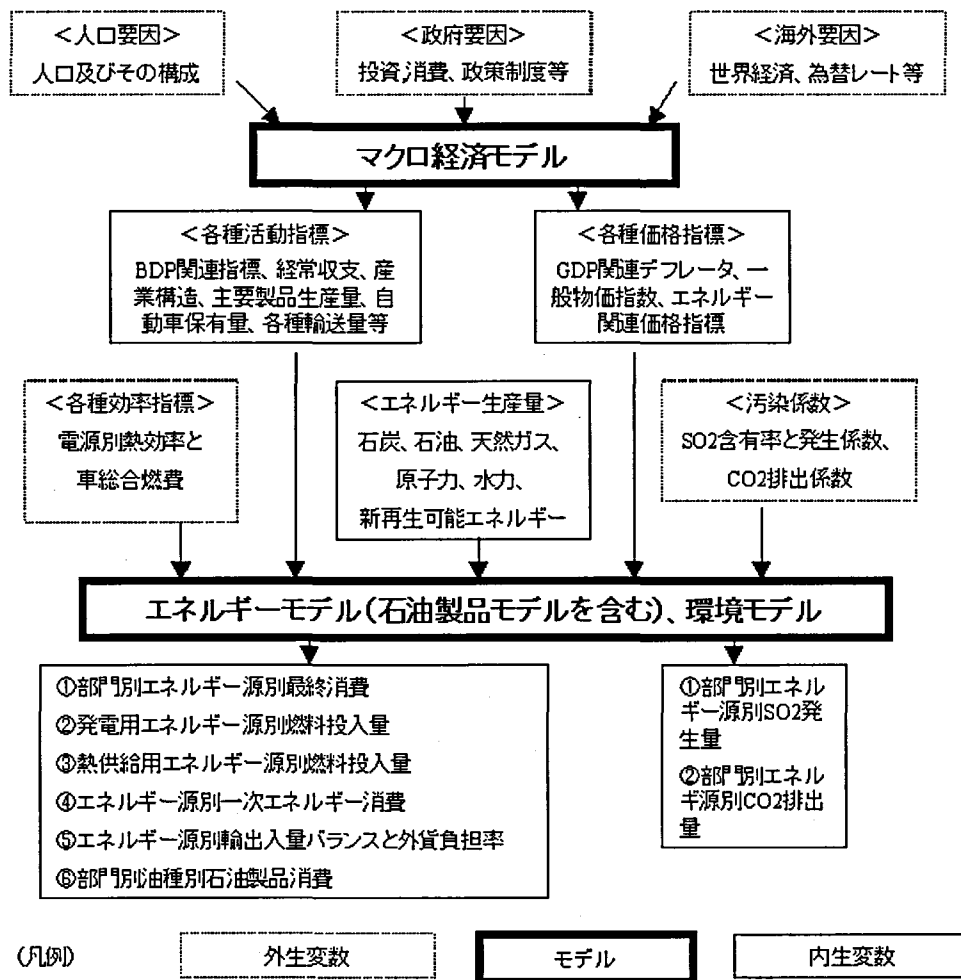 <人口要因>
人口及びその構成
<政府要因>
投資,消費、政策制度等
<海外要因>
世界経済、為替レート等
マクロ経済モデル
<各種活動指標>
BDP関連指標、経常収支、産
業構造、主要製品生産量、自
動車保有量、各種輸送量等
<各種価格指標>
GDP関連デフレータ、一
般物価指数、エネルギー
関連価格指標
<各種効率指標>
電源別熱効率と
車総合燃費
<エネルギー生産量>
石炭、石油、天然ガス、
原子力、水力、
新再生可能エネルギー
<汚染係数>
SO2含有率と発生係数、
CO2排出係数
エネルギーモデル(石油製品モデルを含む)、環境モデル
①部門別エネルギー源別最終消費
②発電用エネルギー源別燃料投入量
③熱供給用エネルギー源別燃料投入量
④エネルギー源別一次エネルギー消費
⑤エネルギー源別輸出入量バランスと外貨負担率
⑥部門別油種別石油製品消費
①部門別エネル
ギー源別SO2発
生量
②部門別エネル
ギ源別CO2排出
量
(凡例)
外生変数
モデル
内生変数